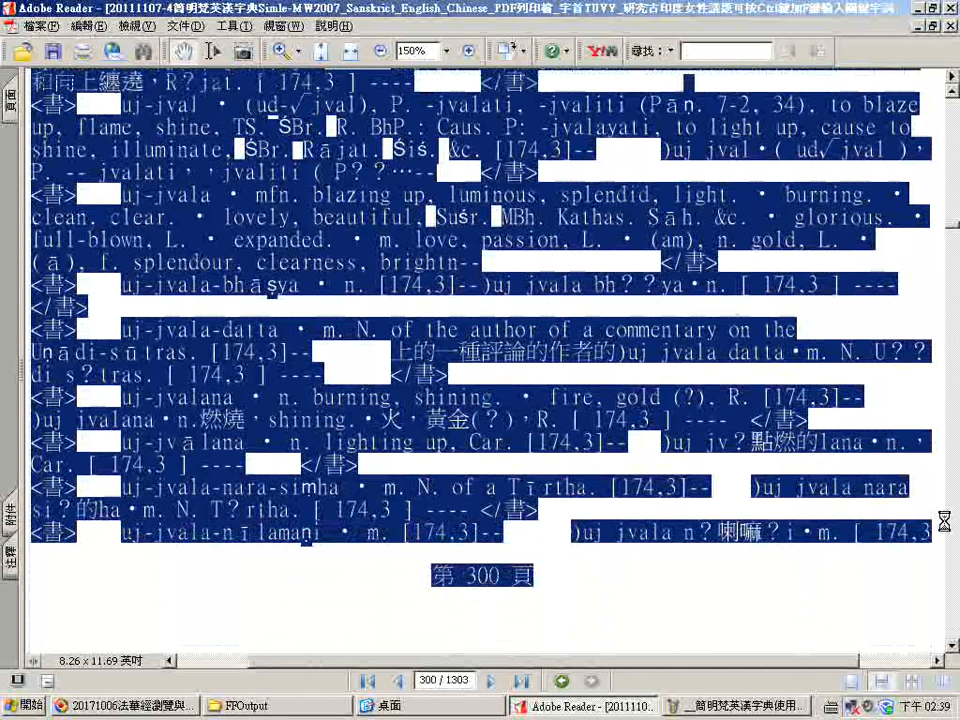 Adobe Reader - [20111107-4簡明梵英漢字典Simle-MW2007_Sanskrict_English_Chinese_PDF列印檔_字首TUVY_研究古印度女性議題可按Ctrl鍵加F鍵輸入關鍵字詞
檔案(F) 編輯(E) 檢視(V) 文件(D) 工具(T) 視窗(W) 說明(H)
150% Y! 尋找:
和向上纏遶，R?jat. [ 174,3 ] ---- </書>
<書> uj-jval • (ud-√ jval), P. -jvalati, -jvaliti (Pāṇ. 7-2, 34). to blaze
up, flame, shine, TS. ŚBr. R. BhP.: Caus. P: -jvalayati, to light up, cause to
shine, illuminate, ŚBr. Rājat. Śiś. &c. [174,3]-- )uj jval•( ud√ jval )，
P. -- jvalati，，jvaliti ( P??…-- </書>
<書> uj-jvala • mfn. blazing up, luminous, splendid, light. • burning. •
clean. clear. • lovely, beautiful, Suśr. MBh. Kathas. Sāh. &c. • glorious. •
full-blown, L. • expanded. • m. love, passion, L. • (am), n. gold, L. •
(ā), f. splendour, clearness, brightn-- </書>
<書> uj-jvala-bhāṣya • n. [174,3]--)uj jvala bh??ya•n. [ 174,3 ] ----
</書>
<書> uj-jvala-datta • m. N. of the author of a commentary on the
Uṇādi-sūtras. [174,3]-- 上的一種評論的作者的)uj jvala datta•m. N. U??
di s?tras. [ 174,3 ] ---- </書>
<書> uj-jvalana • n. burning, shining. • fire, gold (?), R. [174,3]--
)uj jvalana•n.燃燒，shining.•火，黃金(?)，R. [ 174,3 ] ---- </書>
<書> uj-jvālana • n. lighting up, Car. [174,3]-- )uj jv?點燃的lana•n.，
Car. [ 174,3 ] ---- </書>
<書> uj-jvala-nara-siṃha • m. N. of a Tīrtha. [174,3]-- )uj jvala nara
si?的ha•m. N. T?rtha. [ 174,3 ] ---- </書>
<書> uj-jvala-nīlamaṇi • m. [174,3]-- )uj jvala n?喇嘛?i•m. [ 174,3
第 300 頁
頁面
附件
註釋
8.26 x 11.69 英吋
300 / 1303
開始 20171006法華經瀏覽與... FFOutput 桌面 Adobe Reader - [201110... __簡明梵英漢字典使用... 下午 02:39